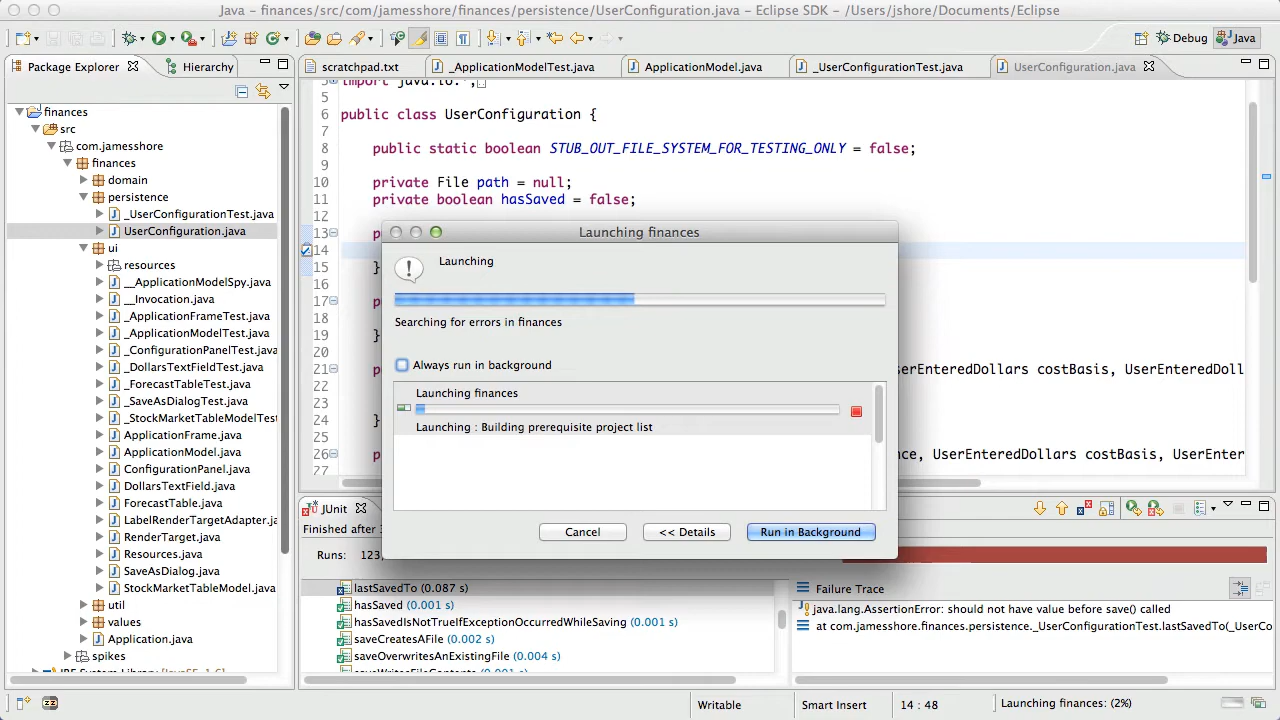 Java – finances/src/com/jamesshore/finances/persistence/UserConfiguration.java – Eclipse SDK – /Users/jshore/Documents/Eclipse
Debug
Java
Package Explorer
Hierarchy
scratchpad.txt
_ApplicationModelTest.java
ApplicationModel.java
_UserConfigurationTest.java
UserConfiguration.java
finances
src
com.jamesshore
finances
domain
persistence
_UserConfigurationTest.java
UserConfiguration.java
ui
resources
__ApplicationModelSpy.java
__Invocation.java
_ApplicationFrameTest.java
_ApplicationModelTest.java
_ConfigurationPanelTest.java
_DollarsTextFieldTest.java
_ForecastTableTest.java
_SaveAsDialogTest.java
_StockMarketTableModelTest
ApplicationFrame.java
ApplicationModel.java
ConfigurationPanel.java
DollarsTextField.java
ForecastTable.java
LabelRenderTargetAdapter.ja
RenderTarget.java
Resources.java
SaveAsDialog.java
StockMarketTableModel.java
util
values
Application.java
spikes
import java.io.*;
5
6 public class UserConfiguration {
7
8 public static boolean STUB_OUT_FILE_SYSTEM_FOR_TESTING_ONLY = false;
9
10 private File path = null;
11 private boolean hasSaved = false;
12
13 p
14
15 }
16
17 p
18
19 }
20
21 p serEnteredDollars costBasis, UserEnteredDoll
22
23
24 }
25
26 p nce, UserEnteredDollars costBasis, UserEnter
27
Launching finances
Launching
Searching for errors in finances
Always run in background
Launching finances
Launching : Building prerequisite project list
Cancel
<< Details
Run in Background
JUnit
Finished after
Runs: 123,
lastSavedTo (0.087 s)
hasSaved (0.001 s)
hasSavedIsNotTrueIfExceptionOccurredWhileSaving (0.001 s)
saveCreatesAFile (0.002 s)
saveOverwritesAnExistingFile (0.004 s)
Failure Trace
java.lang.AssertionError: should not have value before save() called
at com.jamesshore.finances.persistence._UserConfigurationTest.lastSavedTo(_UserCo
Writable
Smart Insert
14 : 48
Launching finances: (2%)